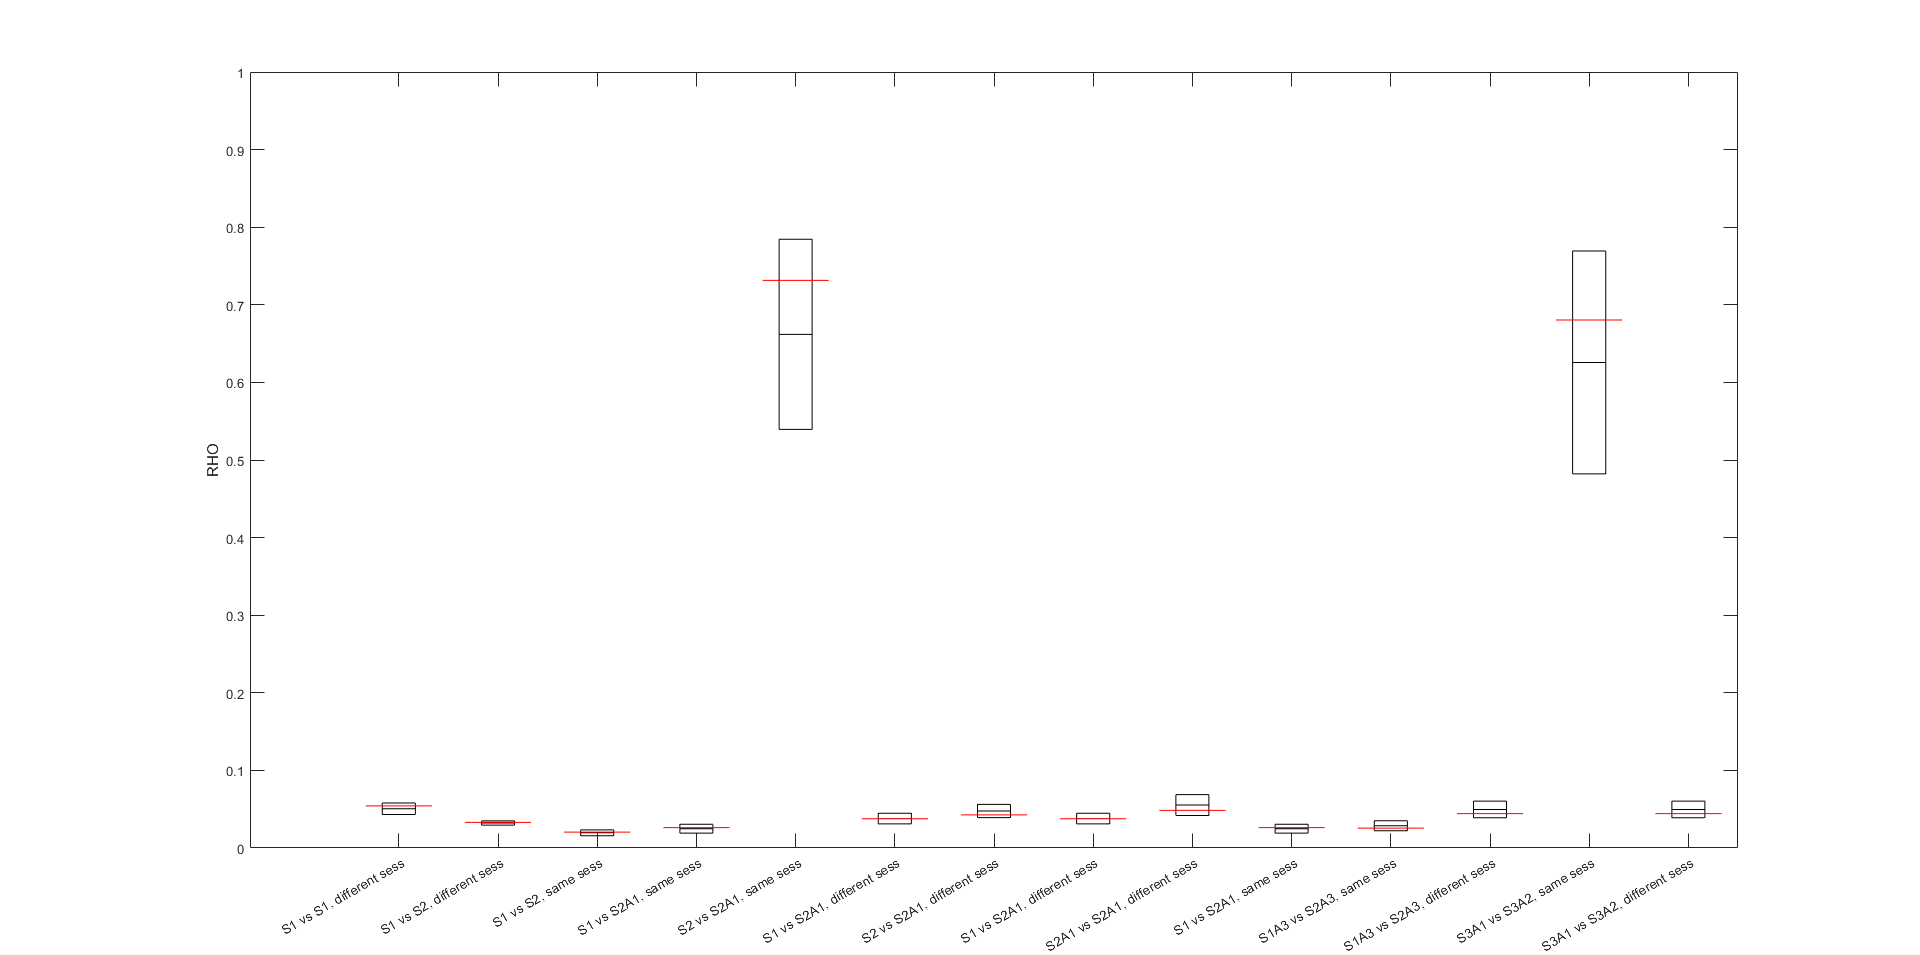 1
0.9
0.8
0.7
0.6
0.5
0.4
0.3
0.2
0.1
0
RHO
S1 vs S1, different sess
S1 vs S2, different sess
S1 vs S2, same sess
S1 vs S2A1, same sess
S2 vs S2A1, same sess
S1 vs S2A1, different sess
S2 vs S2A1, different sess
S1 vs S2A1, different sess
S2A1 vs S2A1, different sess
S1 vs S2A1, same sess
S1A3 vs S2A3, same sess
S1A3 vs S2A3, different sess
S3A1 vs S3A2, same sess
S3A1 vs S3A2, different sess